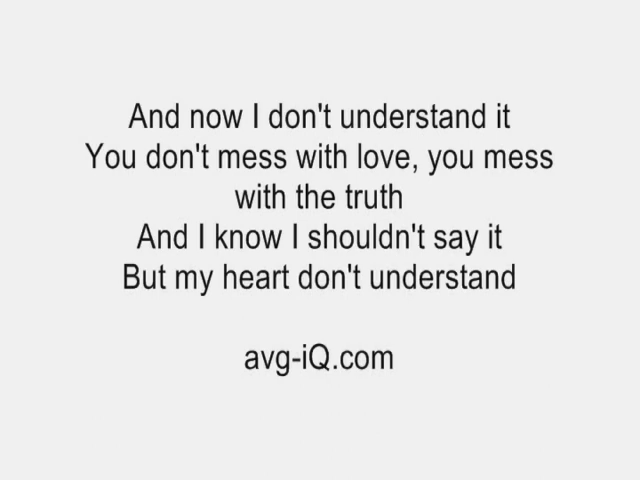 And now I don't understand it
You don't mess with love, you mess
with the truth
And I know I shouldn't say it
But my heart don't understand
avg-iQ.com